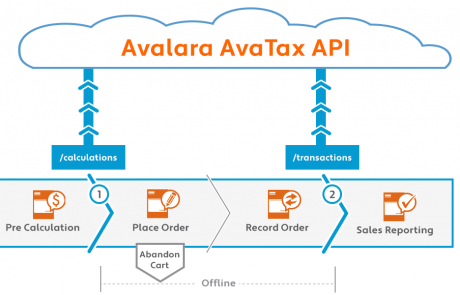 Avalara AvaTax API
/calculations
/transactions
1
2
Pre Calculation
Place Order
Record Order
Sales Reporting
Abandon
Cart
Offline